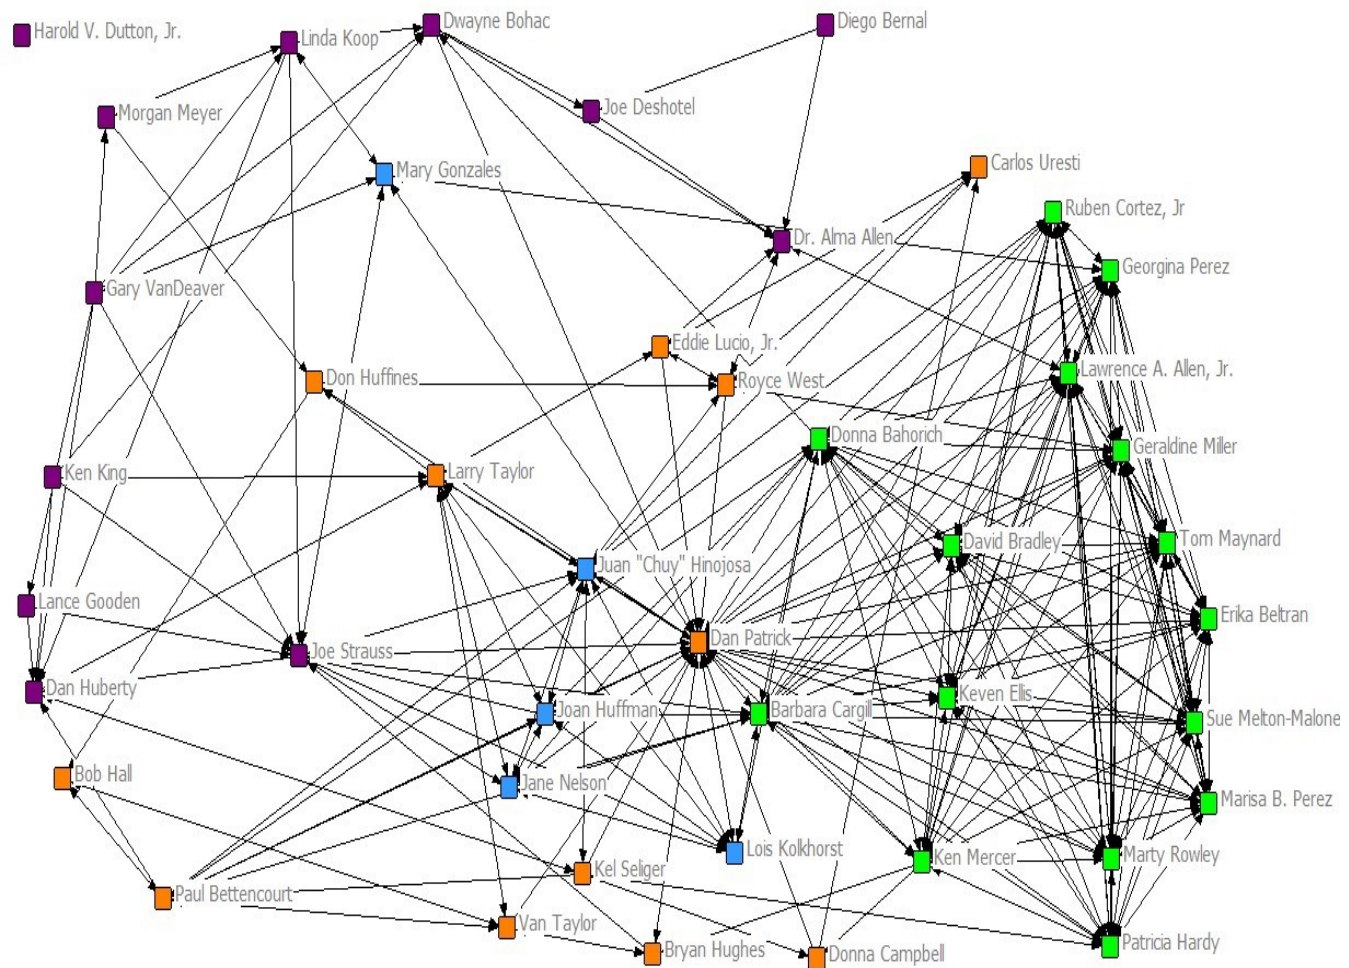 Harold V. Dutton, Jr.
Linda Koop
Dwayne Bohac
Diego Bernal
Morgan Meyer
Joe Deshotel
Mary Gonzales
Carlos Uresti
Ruben Cortez, Jr
Dr. Alma Allen
Georgina Perez
Gary VanDeaver
Eddie Lucio, Jr.
Don Huffines
Royce West
Lawrence A. Allen, Jr.
Donna Bahorich
Geraldine Miller
Ken King
Larry Taylor
David Bradley
Tom Maynard
Juan "Chuy" Hinojosa
Lance Gooden
Erika Beltran
Joe Strauss
Dan Patrick
Dan Huberty
Joan Huffman
Barbara Cargill
Keven Ellis
Sue Melton-Malone
Bob Hall
Jane Nelson
Marisa B. Perez
Lois Kolkhorst
Ken Mercer
Marty Rowley
Kel Seliger
Paul Bettencourt
Van Taylor
Bryan Hughes
Donna Campbell
Patricia Hardy